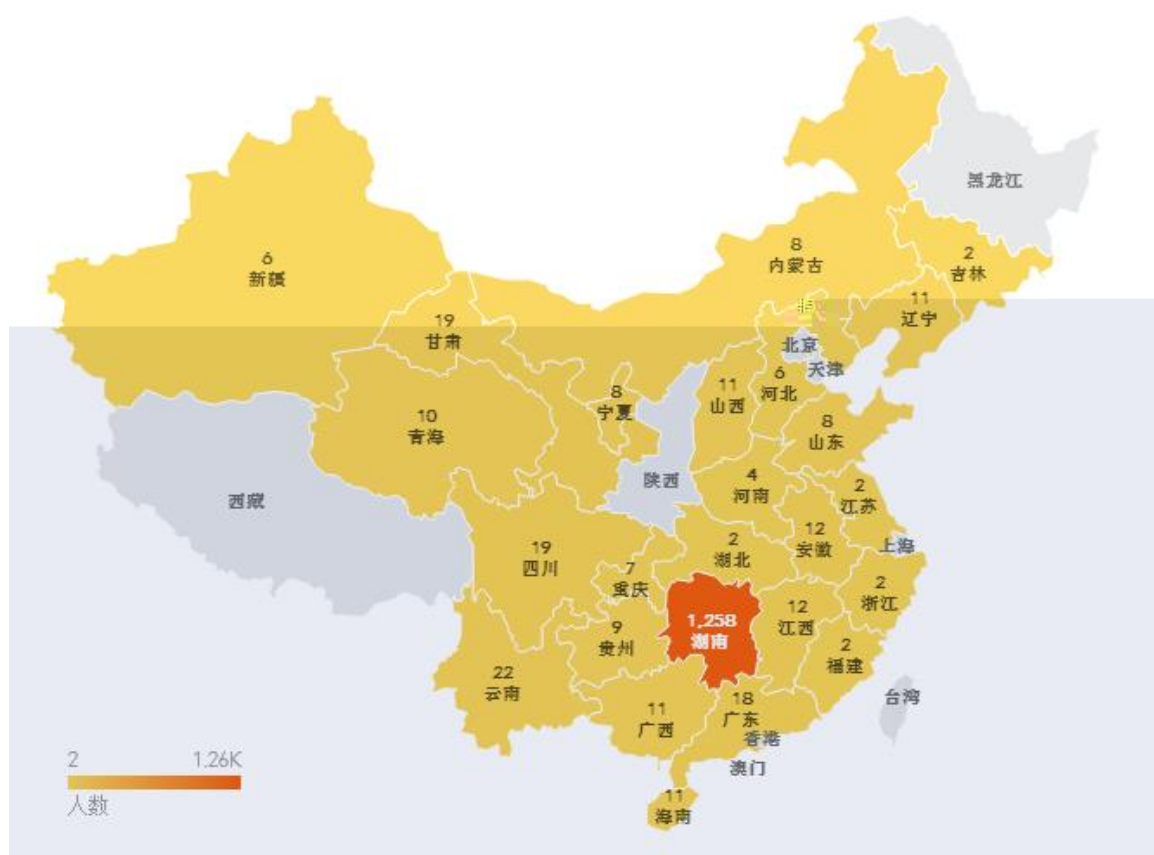 黑龙江
8
内蒙古
2
吉林
6
新疆
11
辽宁
19
甘肃
北京
天津
6
河北
11
山西
8
宁夏
10
青海
8
山东
陕西
4
河南
2
江苏
西藏
12
安徽
上海
2
湖北
19
四川
7
重庆
2
浙江
12
江西
1,258
湖南
9
贵州
2
福建
22
云南
台湾
18
广东
11
广西
香港
澳门
2
1.26K
人数
11
海南